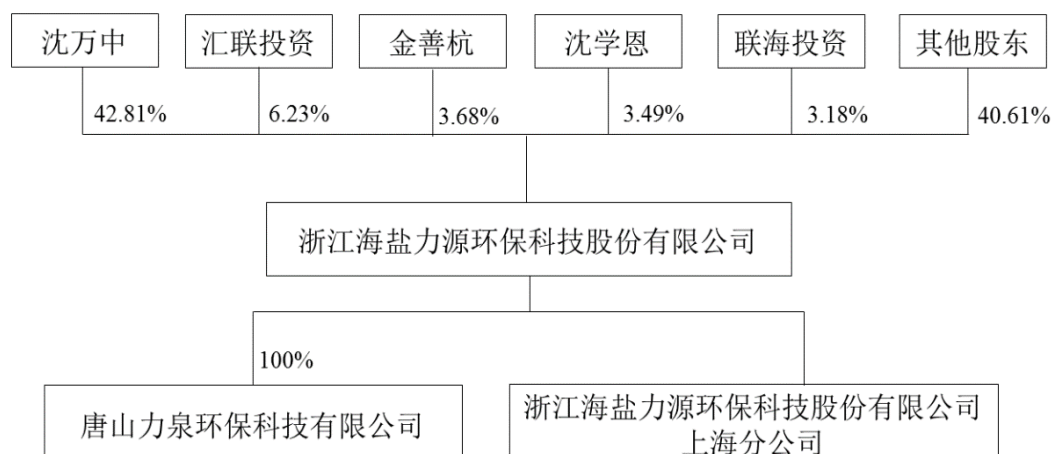 沈万中 汇联投资 金善杭 沈学恩 联海投资 其他股东
42.81% 6.23% 3.68% 3.49% 3.18% 40.61%
浙江海盐力源环保科技股份有限公司
100%
唐山力泉环保科技有限公司
浙江海盐力源环保科技股份有限公司
上海分公司